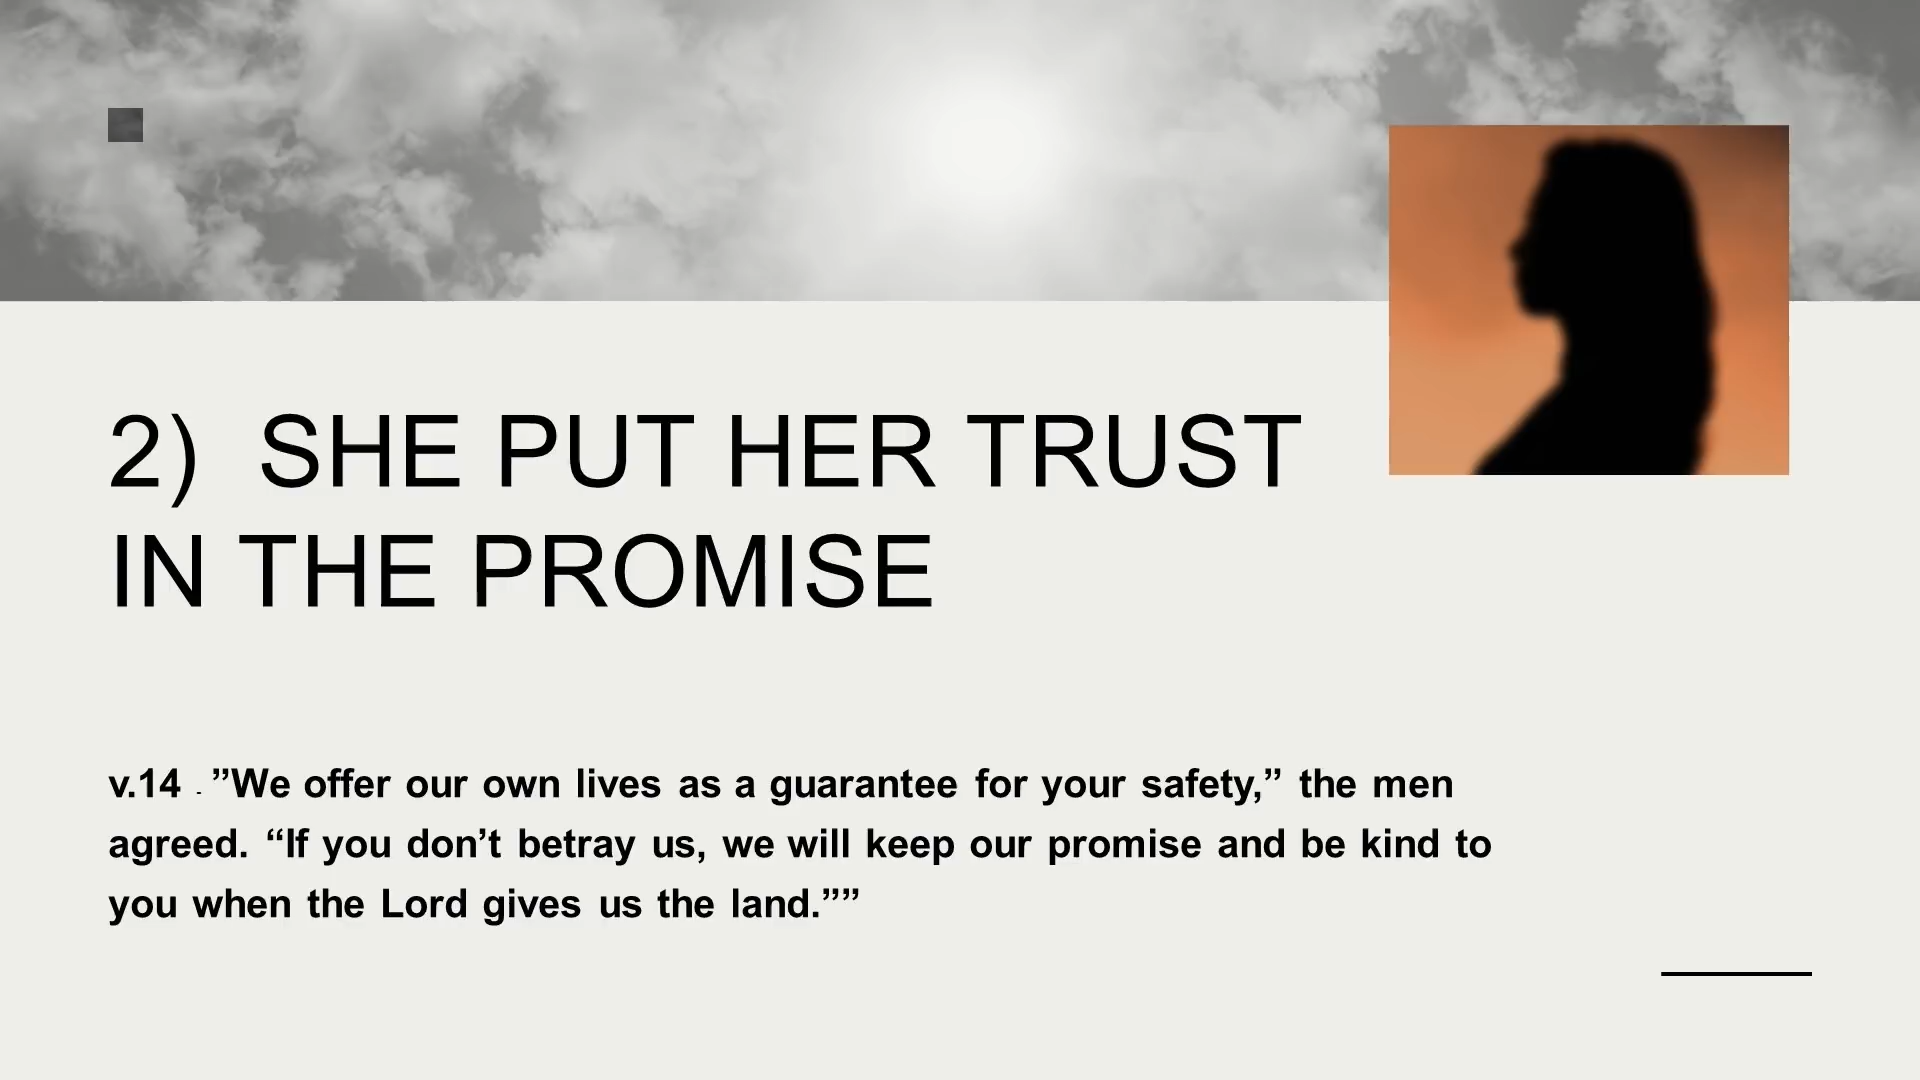 2) SHE PUT HER TRUST
IN THE PROMISE
v.14 - ”We offer our own lives as a guarantee for your safety,” the men
agreed. “If you don’t betray us, we will keep our promise and be kind to
you when the Lord gives us the land.””